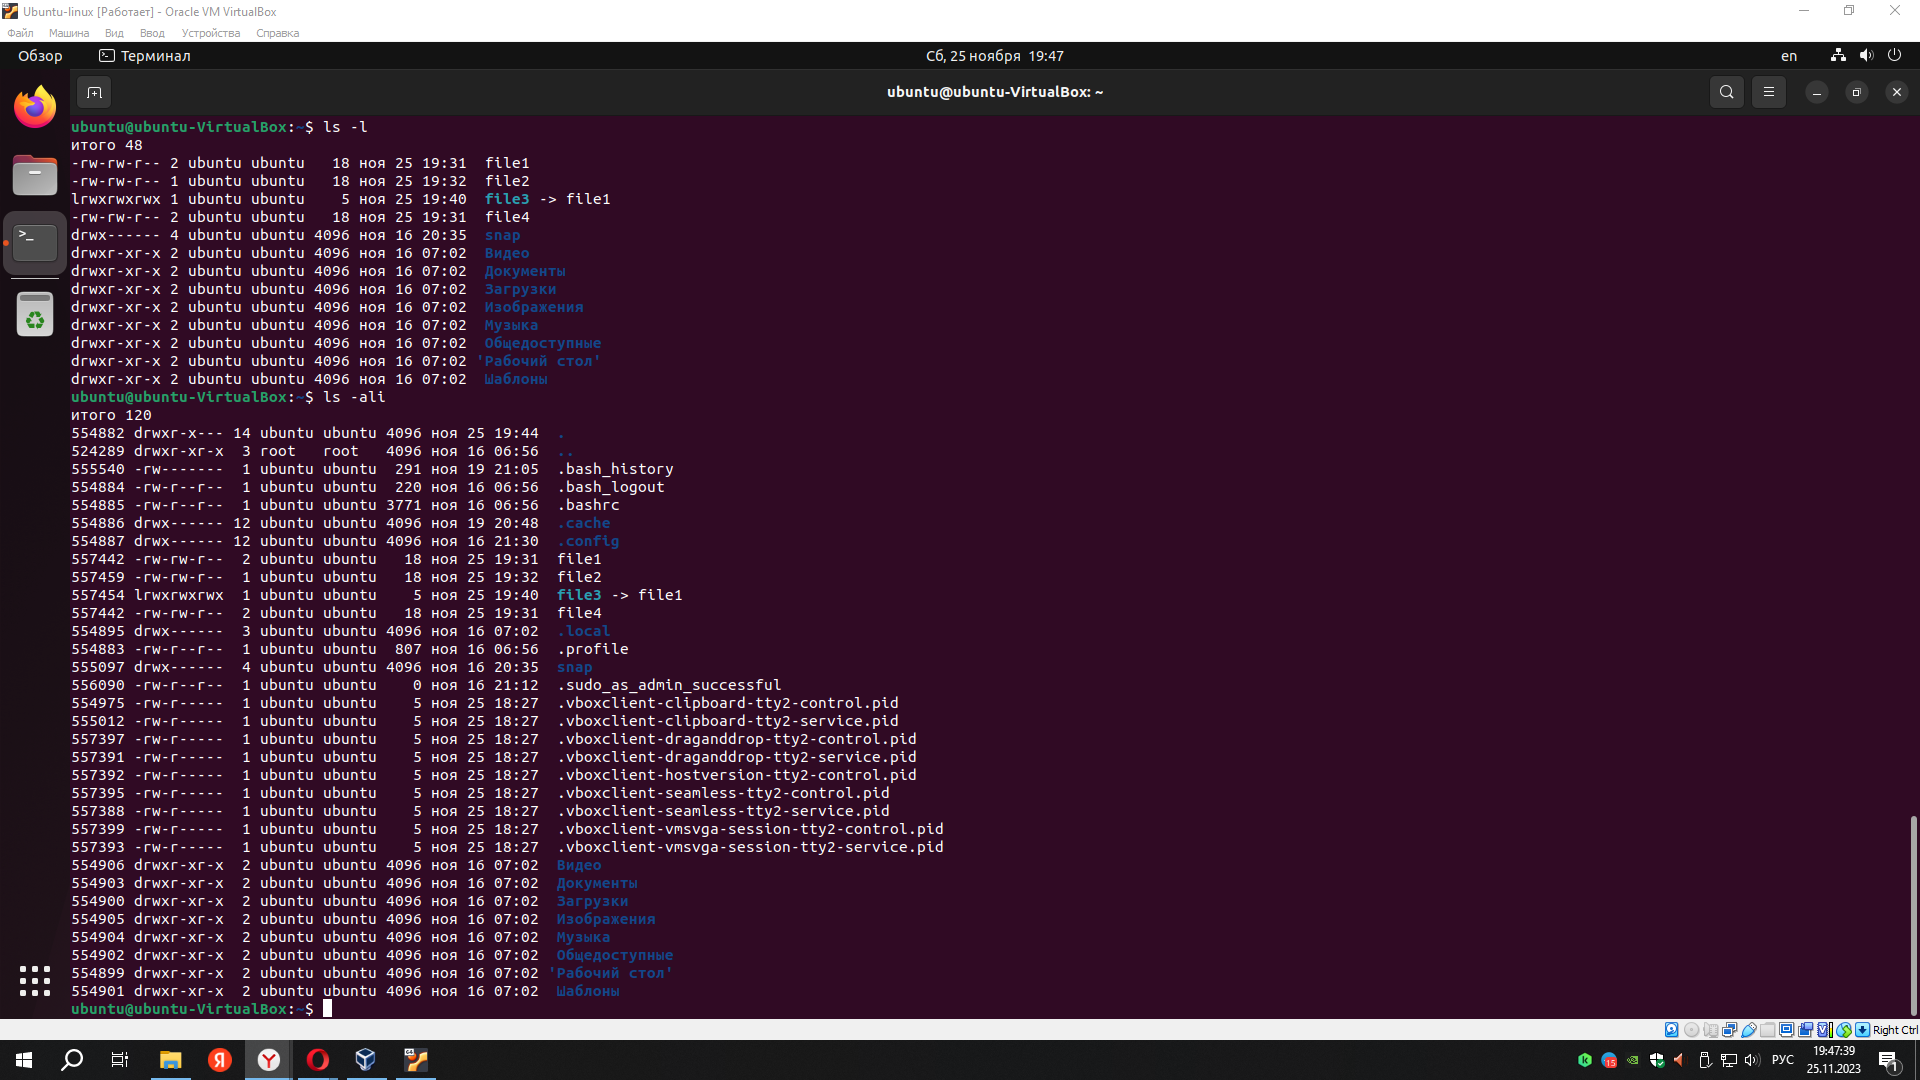 Ubuntu-linux [Работает] - Oracle VM VirtualBox
Файл Машина Вид Ввод Устройства Справка
Обзор Терминал Сб, 25 ноября 19:47 en
ubuntu@ubuntu-VirtualBox: ~
ubuntu@ubuntu-VirtualBox:~$ ls -l
итого 48
-rw-rw-r-- 2 ubuntu ubuntu   18 ноя 25 19:31  file1
-rw-rw-r-- 1 ubuntu ubuntu   18 ноя 25 19:32  file2
lrwxrwxrwx 1 ubuntu ubuntu    5 ноя 25 19:40  file3 -> file1
-rw-rw-r-- 2 ubuntu ubuntu   18 ноя 25 19:31  file4
drwx------ 4 ubuntu ubuntu 4096 ноя 16 20:35  snap
drwxr-xr-x 2 ubuntu ubuntu 4096 ноя 16 07:02  Видео
drwxr-xr-x 2 ubuntu ubuntu 4096 ноя 16 07:02  Документы
drwxr-xr-x 2 ubuntu ubuntu 4096 ноя 16 07:02  Загрузки
drwxr-xr-x 2 ubuntu ubuntu 4096 ноя 16 07:02  Изображения
drwxr-xr-x 2 ubuntu ubuntu 4096 ноя 16 07:02  Музыка
drwxr-xr-x 2 ubuntu ubuntu 4096 ноя 16 07:02  Общедоступные
drwxr-xr-x 2 ubuntu ubuntu 4096 ноя 16 07:02 'Рабочий стол'
drwxr-xr-x 2 ubuntu ubuntu 4096 ноя 16 07:02  Шаблоны
ubuntu@ubuntu-VirtualBox:~$ ls -ali
итого 120
554882 drwxr-x--- 14 ubuntu ubuntu 4096 ноя 25 19:44  .
524289 drwxr-xr-x  3 root   root   4096 ноя 16 06:56  ..
555540 -rw-------  1 ubuntu ubuntu  291 ноя 19 21:05  .bash_history
554884 -rw-r--r--  1 ubuntu ubuntu  220 ноя 16 06:56  .bash_logout
554885 -rw-r--r--  1 ubuntu ubuntu 3771 ноя 16 06:56  .bashrc
554886 drwx------ 12 ubuntu ubuntu 4096 ноя 19 20:48  .cache
554887 drwx------ 12 ubuntu ubuntu 4096 ноя 16 21:30  .config
557442 -rw-rw-r--  2 ubuntu ubuntu   18 ноя 25 19:31  file1
557459 -rw-rw-r--  1 ubuntu ubuntu   18 ноя 25 19:32  file2
557454 lrwxrwxrwx  1 ubuntu ubuntu    5 ноя 25 19:40  file3 -> file1
557442 -rw-rw-r--  2 ubuntu ubuntu   18 ноя 25 19:31  file4
554895 drwx------  3 ubuntu ubuntu 4096 ноя 16 07:02  .local
554883 -rw-r--r--  1 ubuntu ubuntu  807 ноя 16 06:56  .profile
555097 drwx------  4 ubuntu ubuntu 4096 ноя 16 20:35  snap
556090 -rw-r--r--  1 ubuntu ubuntu    0 ноя 16 21:12  .sudo_as_admin_successful
554975 -rw-r-----  1 ubuntu ubuntu    5 ноя 25 18:27  .vboxclient-clipboard-tty2-control.pid
555012 -rw-r-----  1 ubuntu ubuntu    5 ноя 25 18:27  .vboxclient-clipboard-tty2-service.pid
557397 -rw-r-----  1 ubuntu ubuntu    5 ноя 25 18:27  .vboxclient-draganddrop-tty2-control.pid
557391 -rw-r-----  1 ubuntu ubuntu    5 ноя 25 18:27  .vboxclient-draganddrop-tty2-service.pid
557392 -rw-r-----  1 ubuntu ubuntu    5 ноя 25 18:27  .vboxclient-hostversion-tty2-control.pid
557395 -rw-r-----  1 ubuntu ubuntu    5 ноя 25 18:27  .vboxclient-seamless-tty2-control.pid
557388 -rw-r-----  1 ubuntu ubuntu    5 ноя 25 18:27  .vboxclient-seamless-tty2-service.pid
557399 -rw-r-----  1 ubuntu ubuntu    5 ноя 25 18:27  .vboxclient-vmsvga-session-tty2-control.pid
557393 -rw-r-----  1 ubuntu ubuntu    5 ноя 25 18:27  .vboxclient-vmsvga-session-tty2-service.pid
554906 drwxr-xr-x  2 ubuntu ubuntu 4096 ноя 16 07:02  Видео
554903 drwxr-xr-x  2 ubuntu ubuntu 4096 ноя 16 07:02  Документы
554900 drwxr-xr-x  2 ubuntu ubuntu 4096 ноя 16 07:02  Загрузки
554905 drwxr-xr-x  2 ubuntu ubuntu 4096 ноя 16 07:02  Изображения
554904 drwxr-xr-x  2 ubuntu ubuntu 4096 ноя 16 07:02  Музыка
554902 drwxr-xr-x  2 ubuntu ubuntu 4096 ноя 16 07:02  Общедоступные
554899 drwxr-xr-x  2 ubuntu ubuntu 4096 ноя 16 07:02 'Рабочий стол'
554901 drwxr-xr-x  2 ubuntu ubuntu 4096 ноя 16 07:02  Шаблоны
ubuntu@ubuntu-VirtualBox:~$
Right Ctrl
15 РУС 19:47:39
25.11.2023 1